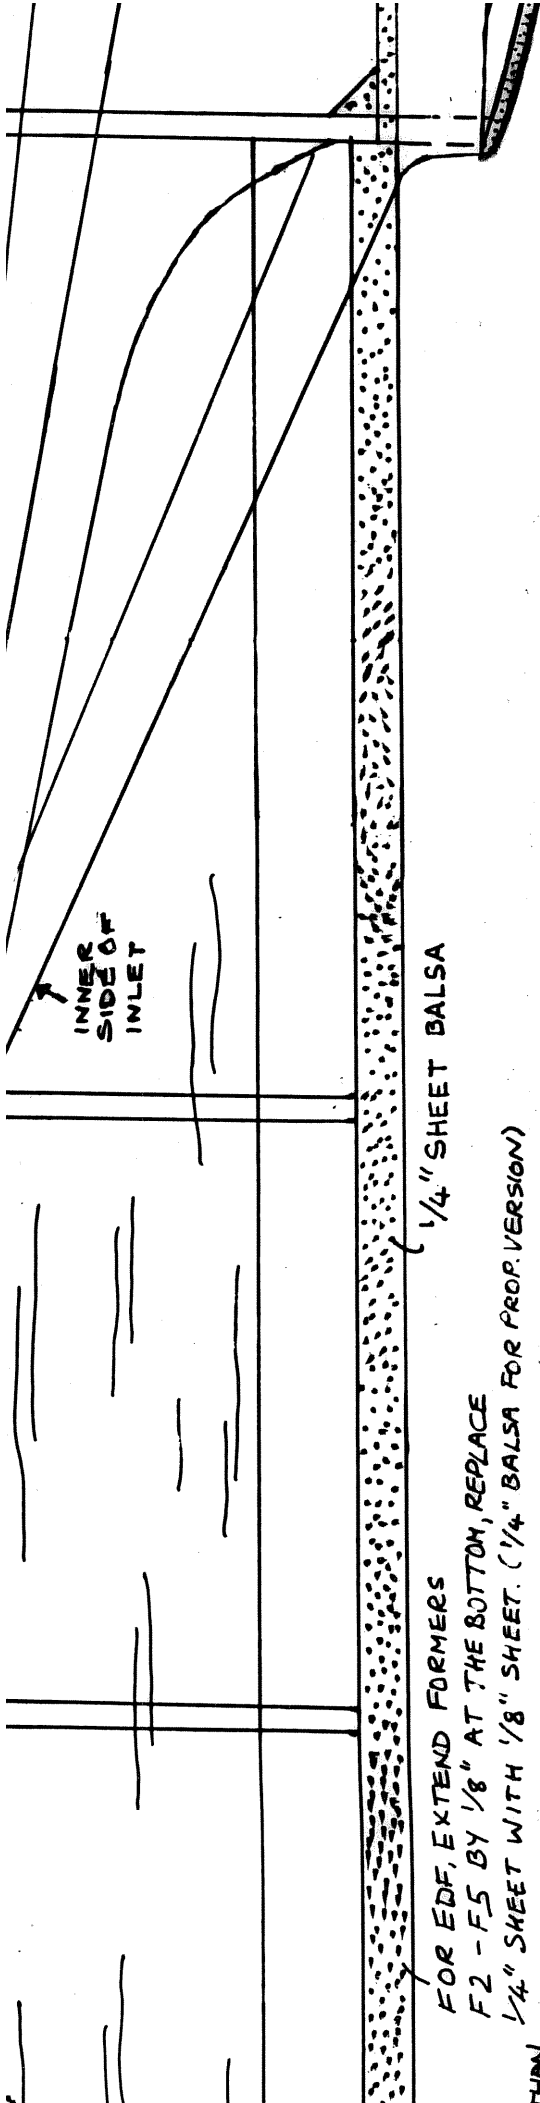 INNER
SIDE OF
INLET
1/4" SHEET BALSA
FOR EDF, EXTEND FORMERS
F2 - F5 BY 1/8" AT THE BOTTOM, REPLACE
1/4" SHEET WITH 1/8" SHEET. (1/4" BALSA FOR PROP. VERSION)